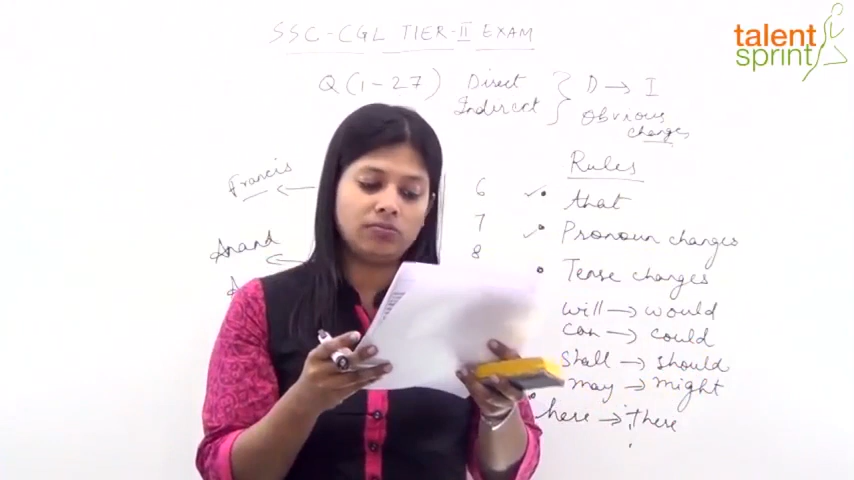 SSC-CGL TIER-II EXAM
talent
sprint
Q(1-27) Direct
Indirect
D → I
Obvious
changes
Francis
Anand
6
7
8
Rules
that
Pronoun changes
Tense changes
will → would
can → could
shall → should
may → might
here → There